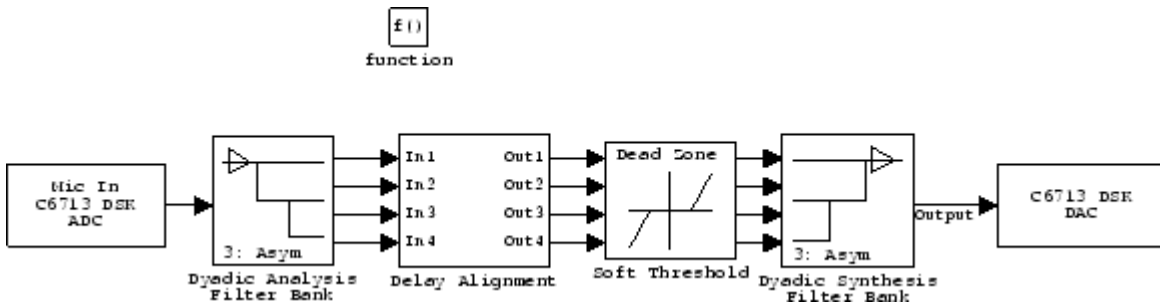 f()
function
Mic In
C6713 DSK
ADC
3: Asym
Dyadic Analysis
Filter Bank
In1 Out1
In2 Out2
In3 Out3
In4 Out4
Delay Alignment
Dead Zone
Soft Threshold
3: Asym
Dyadic Synthesis
Filter Bank
Output
C6713 DSK
DAC